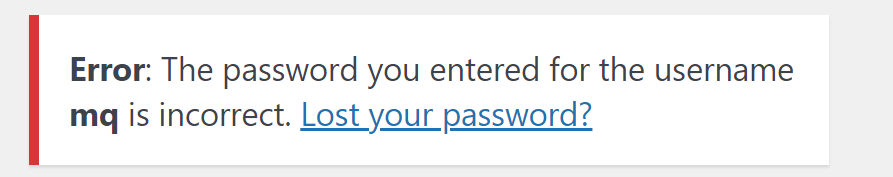 Error: The password you entered for the username
mq is incorrect. Lost your password?